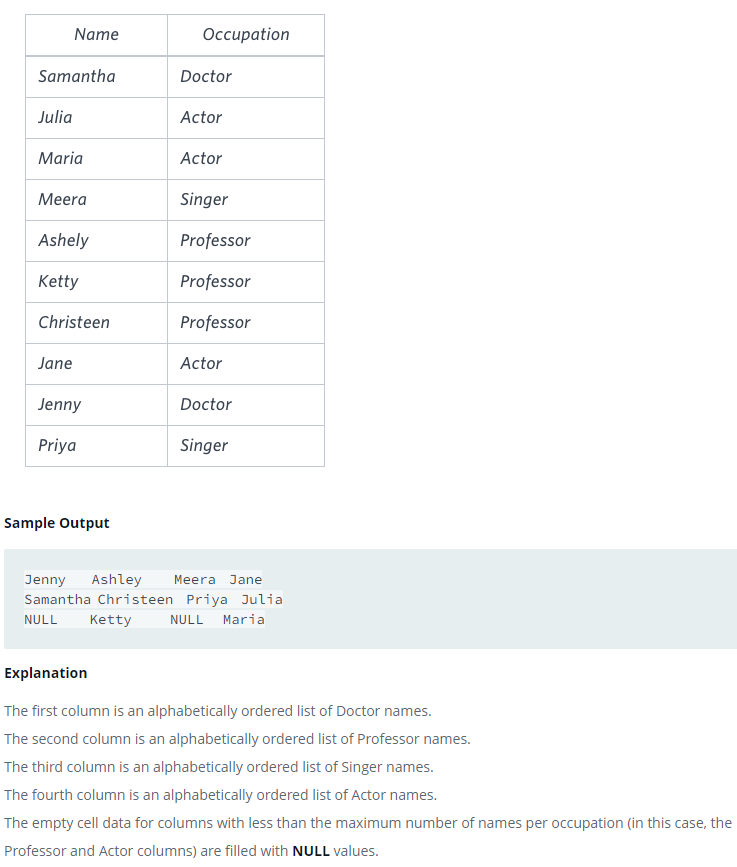 Name Occupation
Samantha Doctor
Julia Actor
Maria Actor
Meera Singer
Ashely Professor
Ketty Professor
Christeen Professor
Jane Actor
Jenny Doctor
Priya Singer
Sample Output
Jenny Ashley Meera Jane
Samantha Christeen Priya Julia
NULL Ketty NULL Maria
Explanation
The first column is an alphabetically ordered list of Doctor names.
The second column is an alphabetically ordered list of Professor names.
The third column is an alphabetically ordered list of Singer names.
The fourth column is an alphabetically ordered list of Actor names.
The empty cell data for columns with less than the maximum number of names per occupation (in this case, the
Professor and Actor columns) are filled with NULL values.